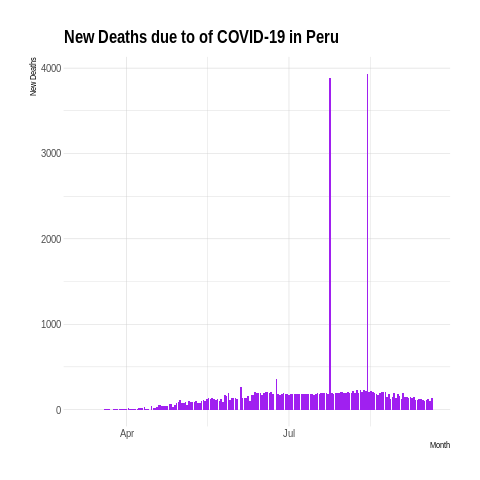 New Deaths due to of COVID-19 in Peru
New Deaths
4000
3000
2000
1000
0
Apr
Jul
Month